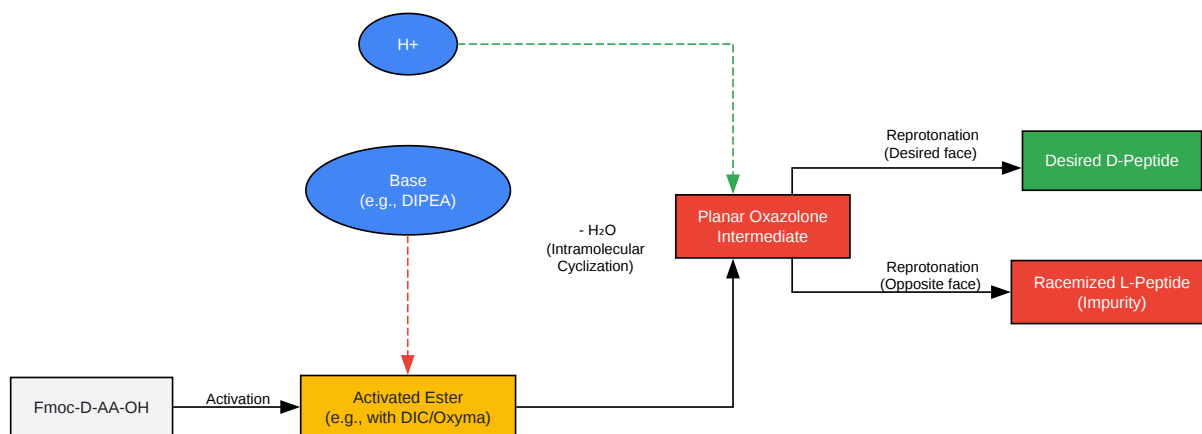 H+
Base
(e.g., DIPEA)
Fmoc-D-AA-OH
Activation
Activated Ester
(e.g., with DIC/Oxyma)
- H₂O
(Intramolecular
Cyclization)
Planar Oxazolone
Intermediate
Reprotonation
(Desired face)
Desired D-Peptide
Reprotonation
(Opposite face)
Racemized L-Peptide
(Impurity)